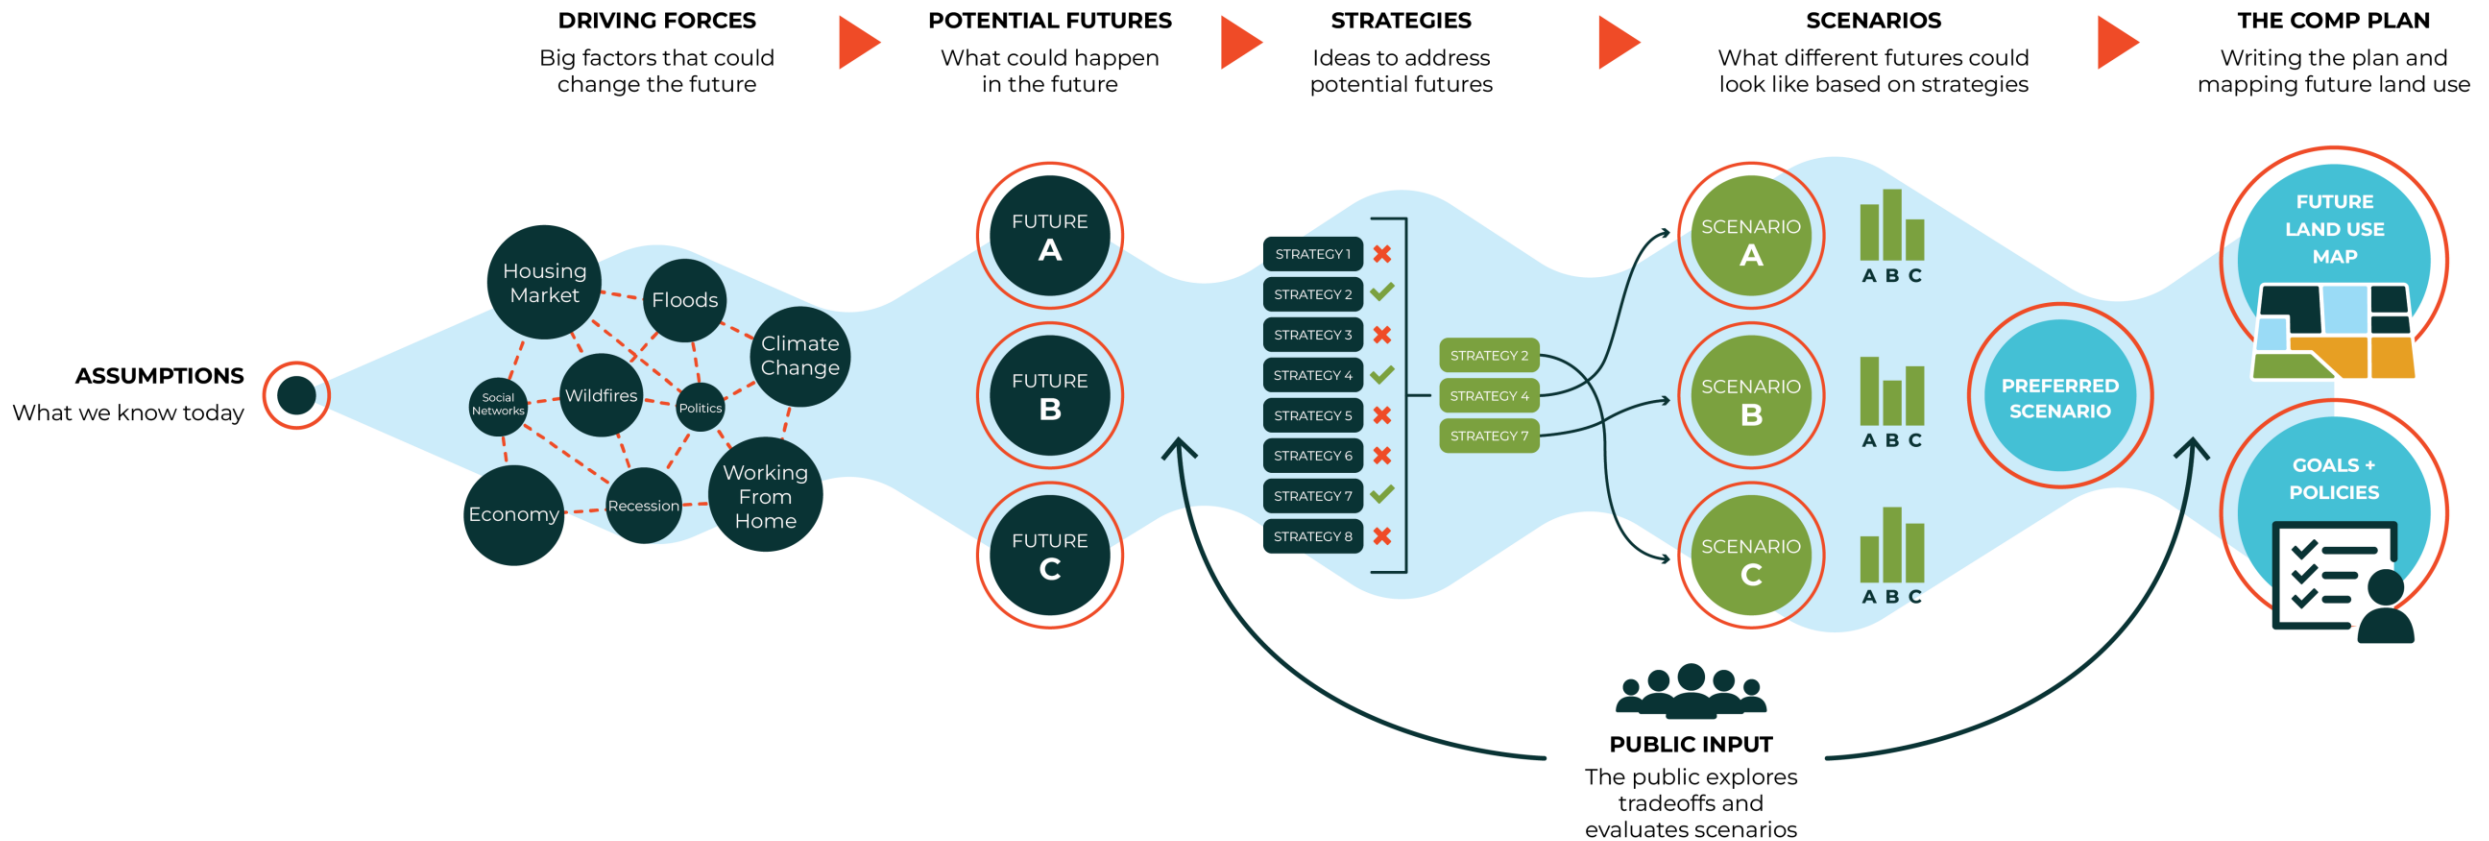 DRIVING FORCES
Big factors that could
change the future
POTENTIAL FUTURES
What could happen
in the future
STRATEGIES
Ideas to address
potential futures
SCENARIOS
What different futures could
look like based on strategies
THE COMP PLAN
Writing the plan and
mapping future land use
ASSUMPTIONS
What we know today
Housing
Market
Floods
Climate
Change
Social
Networks
Wildfires
Politics
Economy
Recession
Working
From
Home
FUTURE
A
FUTURE
B
FUTURE
C
STRATEGY 1
STRATEGY 2
STRATEGY 3
STRATEGY 4
STRATEGY 5
STRATEGY 6
STRATEGY 7
STRATEGY 8
STRATEGY 2
STRATEGY 4
STRATEGY 7
SCENARIO
A
A B C
SCENARIO
B
A B C
SCENARIO
C
A B C
PREFERRED
SCENARIO
FUTURE
LAND USE
MAP
GOALS +
POLICIES
PUBLIC INPUT
The public explores
tradeoffs and
evaluates scenarios